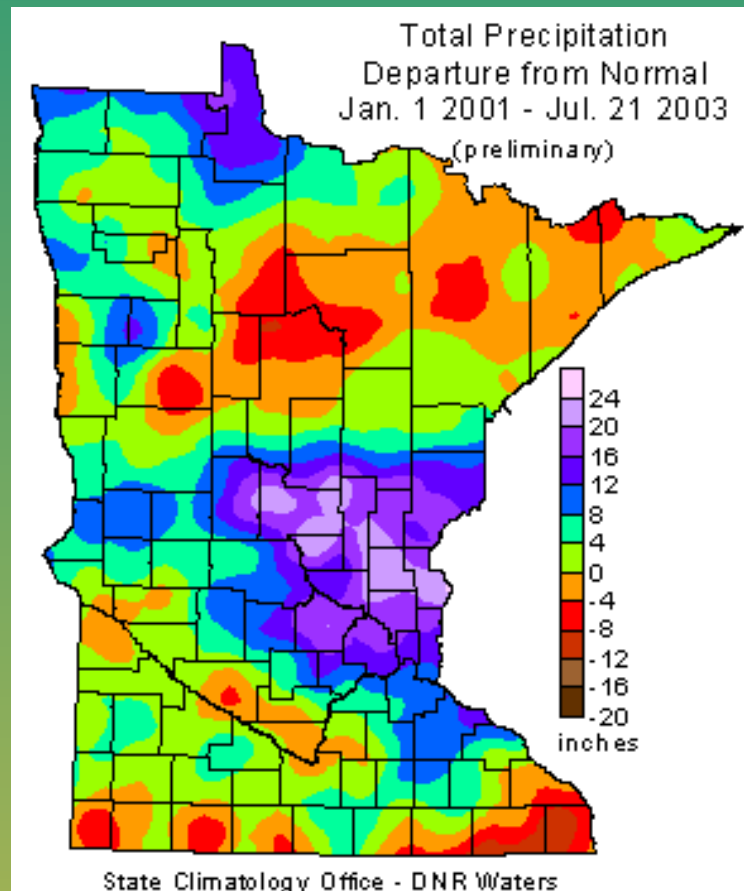 Total Precipitation
Departure from Normal
Jan. 1 2001 - Jul. 21 2003
(preliminary)
24
20
16
12
8
4
0
-4
-8
-12
-16
-20
inches
State Climatology Office - DNR Waters